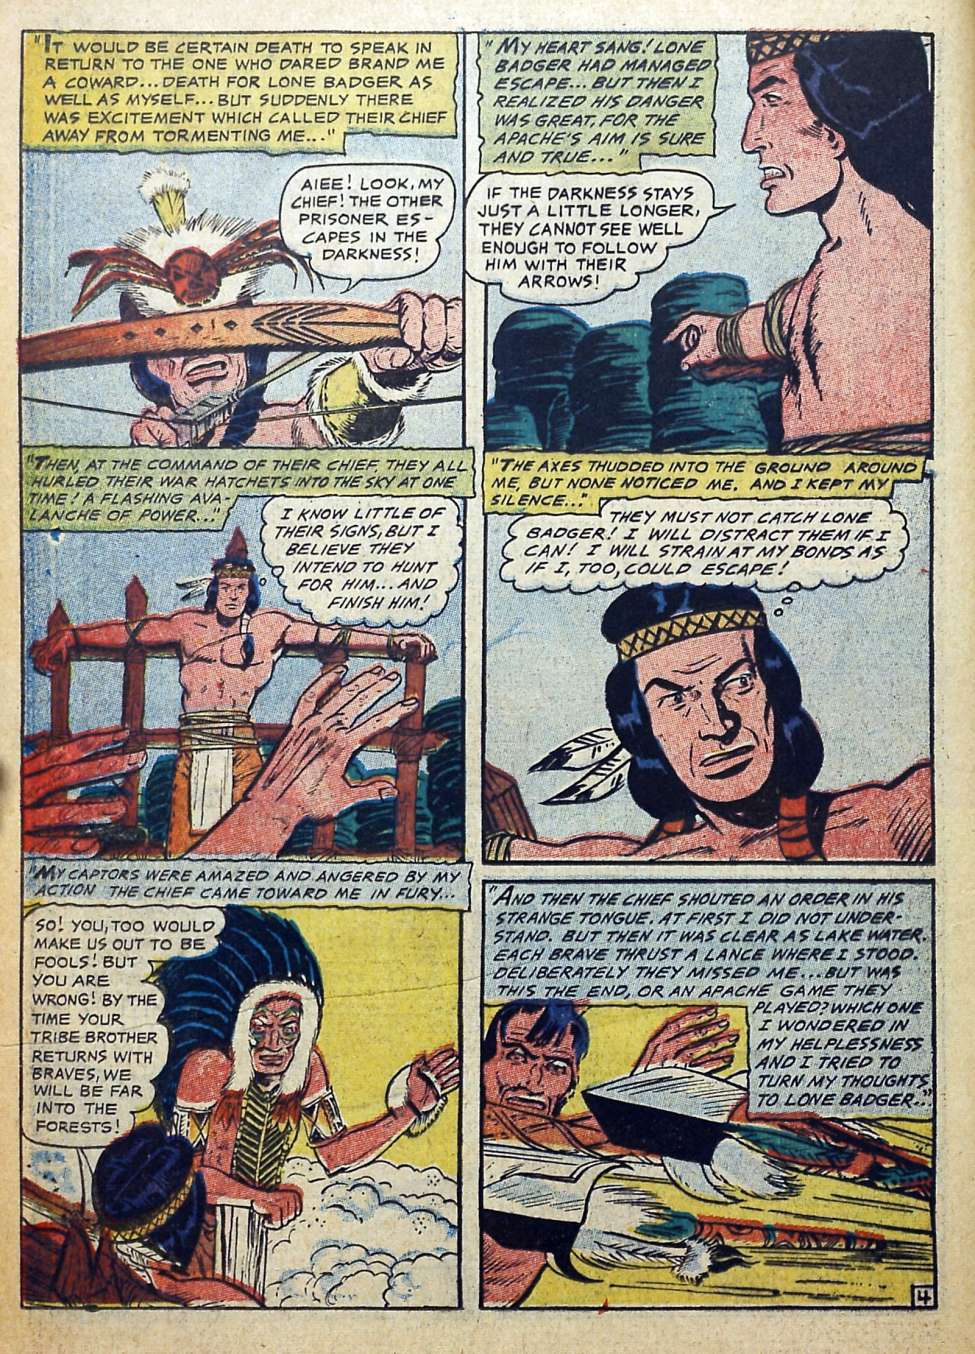 "IT WOULD BE CERTAIN DEATH TO SPEAK IN
RETURN TO THE ONE WHO DARED BRAND ME
A COWARD...DEATH FOR LONE BADGER AS
WELL AS MYSELF...BUT SUDDENLY THERE
WAS EXCITEMENT WHICH CALLED THEIR CHIEF
AWAY FROM TORMENTING ME..."
AIEE! LOOK, MY
CHIEF! THE OTHER
PRISONER ES-
CAPES IN THE
DARKNESS!
"MY HEART SANG! LONE
BADGER HAD MANAGED
ESCAPE...BUT THEN I
REALIZED HIS DANGER
WAS GREAT, FOR THE
APACHE'S AIM IS SURE
AND TRUE..."
IF THE DARKNESS STAYS
JUST A LITTLE LONGER,
THEY CANNOT SEE WELL
ENOUGH TO FOLLOW
HIM WITH THEIR
ARROWS!
"THEN, AT THE COMMAND OF THEIR CHIEF, THEY ALL
HURLED THEIR WAR HATCHETS INTO THE SKY AT ONE
TIME! A FLASHING AVA-
LANCHE OF POWER..."
I KNOW LITTLE OF
THEIR SIGNS, BUT I
BELIEVE THEY
INTEND TO HUNT
FOR HIM...AND
FINISH HIM!
"THE AXES THUDDED INTO THE GROUND AROUND
ME, BUT NONE NOTICED ME. AND I KEPT MY
SILENCE..."
THEY MUST NOT CATCH LONE
BADGER! I WILL DISTRACT THEM IF I
CAN! I WILL STRAIN AT MY BONDS AS
IF I, TOO, COULD ESCAPE!
"MY CAPTORS WERE AMAZED AND ANGERED BY MY
ACTION THE CHIEF CAME TOWARD ME IN FURY...
SO! YOU, TOO WOULD
MAKE US OUT TO BE
FOOLS! BUT
YOU ARE
WRONG! BY THE
TIME YOUR
TRIBE BROTHER
RETURNS WITH
BRAVES, WE
WILL BE FAR
INTO THE
FORESTS!
"AND THEN THE CHIEF SHOUTED AN ORDER IN HIS
STRANGE TONGUE. AT FIRST I DID NOT UNDER-
STAND. BUT THEN IT WAS CLEAR AS LAKE WATER.
EACH BRAVE THRUST A LANCE WHERE I STOOD.
DELIBERATELY THEY MISSED ME...BUT WAS
THIS THE END, OR AN APACHE GAME THEY
PLAYED? WHICH ONE
I WONDERED IN
MY HELPLESSNESS
AND I TRIED TO
TURN MY THOUGHTS
TO LONE BADGER..."
4